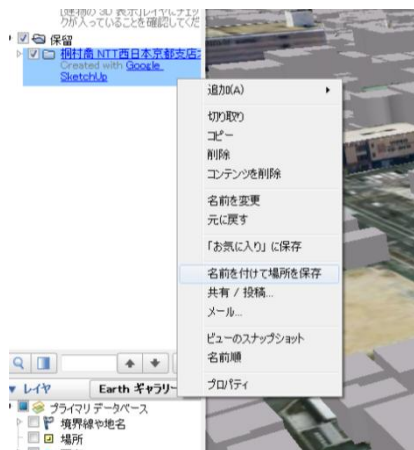 [建物の 3D 表示]レイヤにチェッ
クが入っていることを確認してくだ
保留
桐村商 NTT西日本京都支店
Created with Google
SketchUp
追加(A)
切り取り
コピー
削除
コンテンツを削除
名前を変更
元に戻す
「お気に入り」に保存
名前を付けて場所を保存
共有 / 投稿...
メール...
ビューのスナップショット
名前順
プロパティ
レイヤ
Earth ギャラリー
プライマリ データベース
境界線や地名
場所